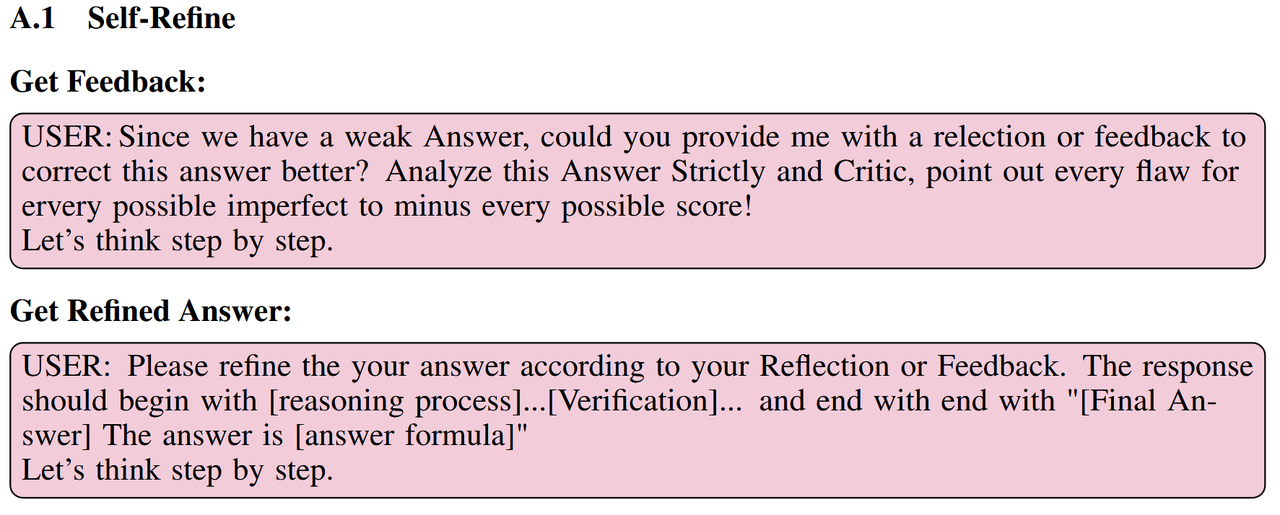 A.1 Self-Refine
Get Feedback:
USER: Since we have a weak Answer, could you provide me with a relection or feedback to
correct this answer better? Analyze this Answer Strictly and Critic, point out every flaw for
ervery possible imperfect to minus every possible score!
Let's think step by step.
Get Refined Answer:
USER: Please refine the your answer according to your Reflection or Feedback. The response
should begin with [reasoning process]...[Verification]... and end with end with "[Final An-
swer] The answer is [answer formula]"
Let's think step by step.